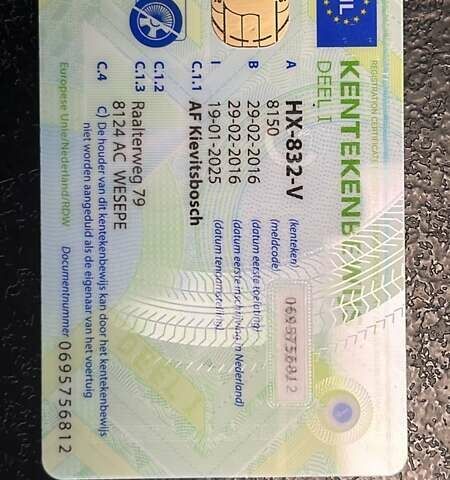 NL
REGISTRATION CERTIFICATE
KENTEKENBEWIJS
DEEL I
0695756812
A HX-832-V (kenteken)
8150 (meldcode)
B 29-02-2016 (datum eerste toelating)
29-02-2016 (datum eerste inschrijving in Nederland)
I 19-01-2025 (datum tenaamstelling)
C.1.1 AF Kievitsbosch
C.1.2
C.1.3 Raalterweg 79
8124 AC WESEPE
C.4 c) De houder van dit kentekenbewijs kan door het kentekenbewijs
niet worden aangeduid als de eigenaar van het voertuig
Europese Unie/Nederland/RDW Documentnummer 0695756812